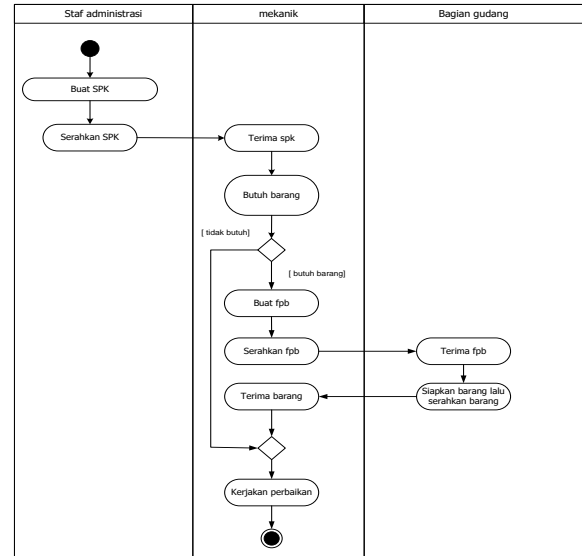 Staf administrasi
mekanik
Bagian gudang
Buat SPK
Serahkan SPK
Terima spk
Butuh barang
[ tidak butuh]
[ butuh barang]
Buat fpb
Serahkan fpb
Terima fpb
Siapkan barang lalu
serahkan barang
Terima barang
Kerjakan perbaikan